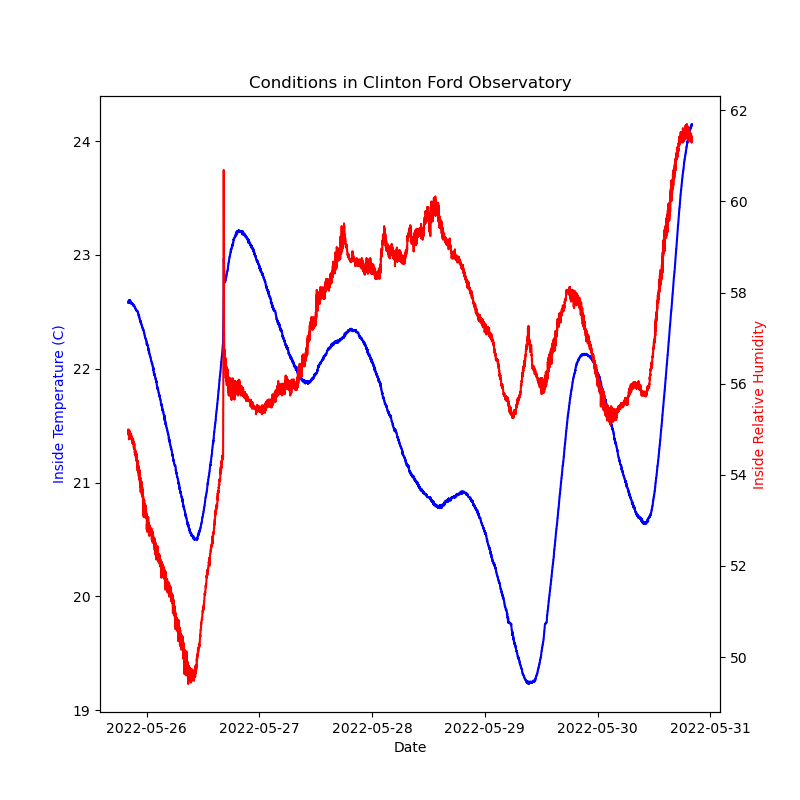 Conditions in Clinton Ford Observatory
Inside Temperature (C)
24
23
22
21
20
19
62
60
58
56
54
52
50
Inside Relative Humidity
2022-05-26 2022-05-27 2022-05-28 2022-05-29 2022-05-30 2022-05-31
Date